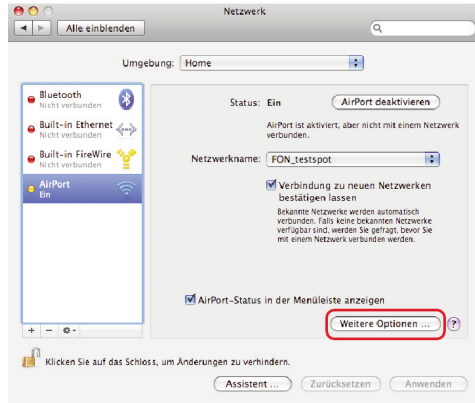 Netzwerk
Alle einblenden
Umgebung: Home
Bluetooth
Nicht verbunden
Built-in Ethernet
Nicht verbunden
Built-in FireWire
Nicht verbunden
AirPort
Ein
Status: Ein
AirPort deaktivieren
AirPort ist aktiviert, aber nicht mit einem Netzwerk
verbunden.
Netzwerkname: FON_testspot
Verbindung zu neuen Netzwerken
bestätigen lassen
Bekannte Netzwerke werden automatisch
verbunden. Falls keine bekannten Netzwerke
verfügbar sind, werden Sie gefragt, bevor Sie
mit einem Netzwerk verbunden werden.
AirPort-Status in der Menüleiste anzeigen
Weitere Optionen ... ?
Klicken Sie auf das Schloss, um Änderungen zu verhindern.
Assistent ... Zurücksetzen Anwenden